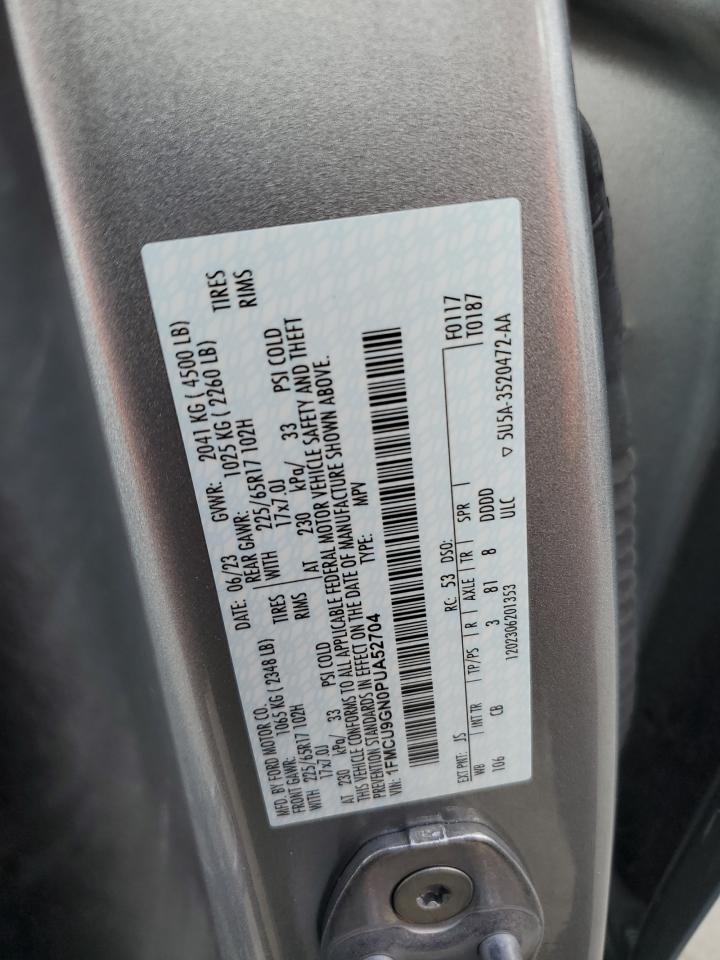 MFD. BY FORD MOTOR CO. DATE: 06/23 GVWR: 2041 KG ( 4500 LB)
FRONT GAWR: 1065 KG (2348 LB) REAR GAWR: 1025 KG ( 2260 LB)
WITH 225/65R17 102H TIRES WITH 225/65R17 102H TIRES
17x7.0J RIMS 17x7.0J RIMS
AT 230 kPa/ 33 PSI COLD AT 230 kPa/ 33 PSI COLD
THIS VEHICLE CONFORMS TO ALL APPLICABLE FEDERAL MOTOR VEHICLE SAFETY AND THEFT
PREVENTION STANDARDS IN EFFECT ON THE DATE OF MANUFACTURE SHOWN ABOVE.
VIN: 1FMCU9GN0PUA52704 TYPE: MPV
F0117
T0187
EXT PNT: JS RC: 53 DSO:
WB INT TR TP/PS R AXLE TR SPR
106 CB 3 81 8 DDDD
1202306201353 ULC
▽ 5U5A-3520472-AA